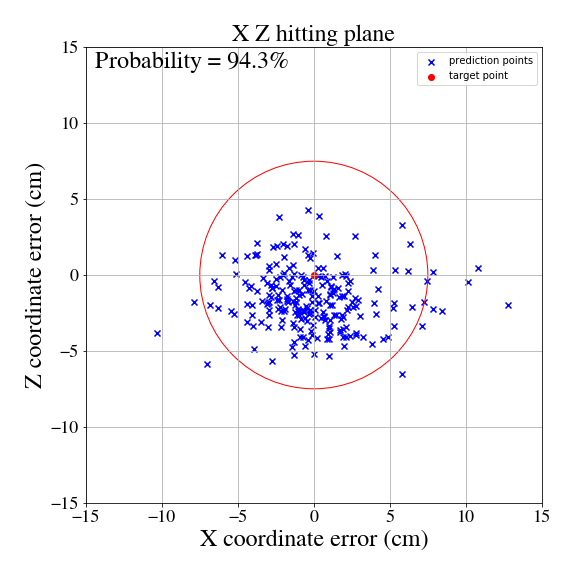 X Z hitting plane
Probability = 94.3%
prediction points
target point
15
10
5
0
−5
−10
−15
Z coordinate error (cm)
−15 −10 −5 0 5 10 15
X coordinate error (cm)